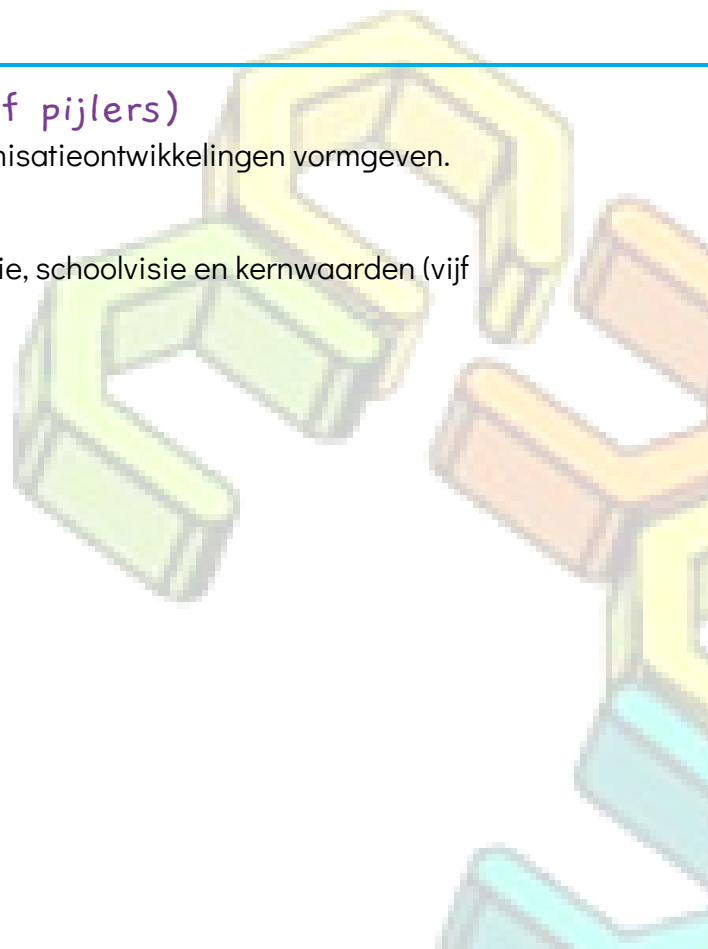 f pijlers)
nisatieontwikkelingen vormgeven.
ie, schoolvisie en kernwaarden (vijf